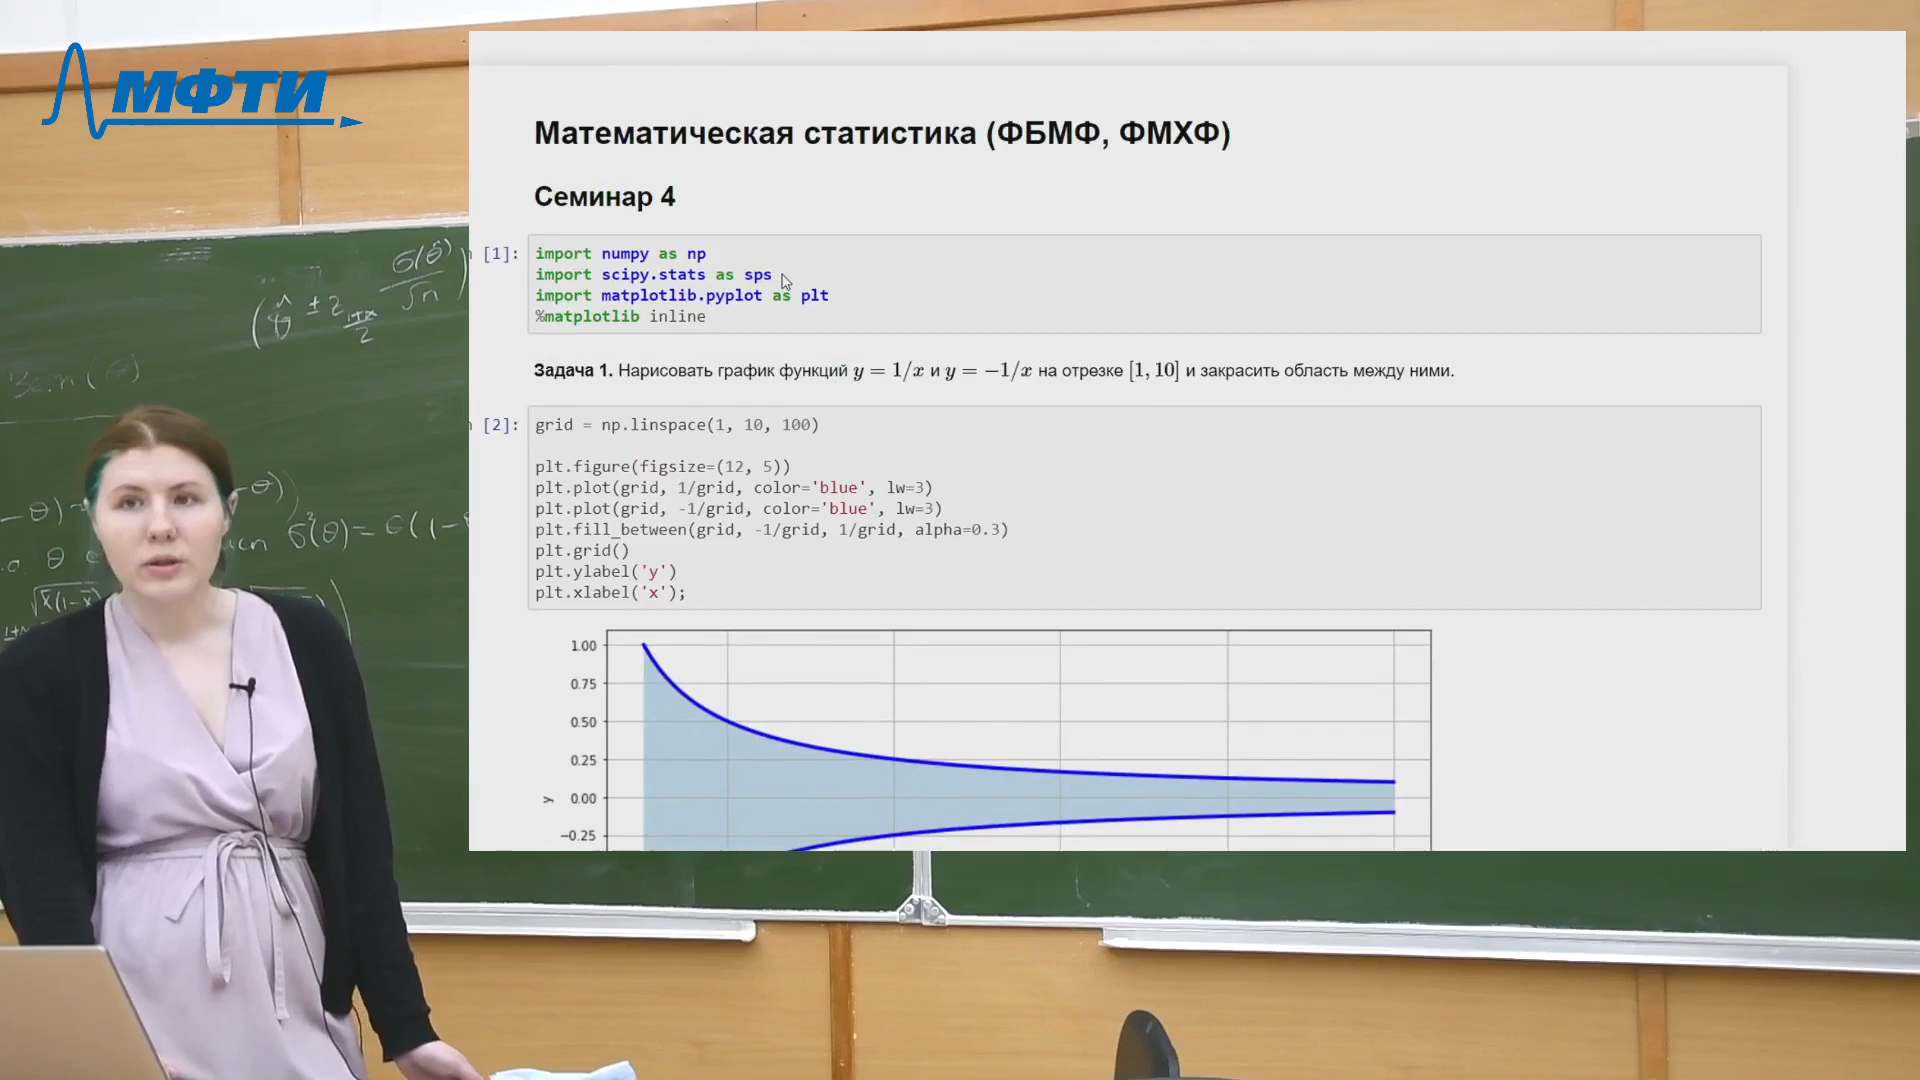 МФТИ
Математическая статистика (ФБМФ, ФМХФ)
Семинар 4
[1]:
import numpy as np
import scipy.stats as sps
import matplotlib.pyplot as plt
%matplotlib inline
Задача 1. Нарисовать график функций y = 1/x и y = −1/x на отрезке [1, 10] и закрасить область между ними.
[2]:
grid = np.linspace(1, 10, 100)
plt.figure(figsize=(12, 5))
plt.plot(grid, 1/grid, color='blue', lw=3)
plt.plot(grid, -1/grid, color='blue', lw=3)
plt.fill_between(grid, -1/grid, 1/grid, alpha=0.3)
plt.grid()
plt.ylabel('y')
plt.xlabel('x');
1.00
0.75
0.50
0.25
0.00
−0.25
y
σ²(θ) = θ(1−